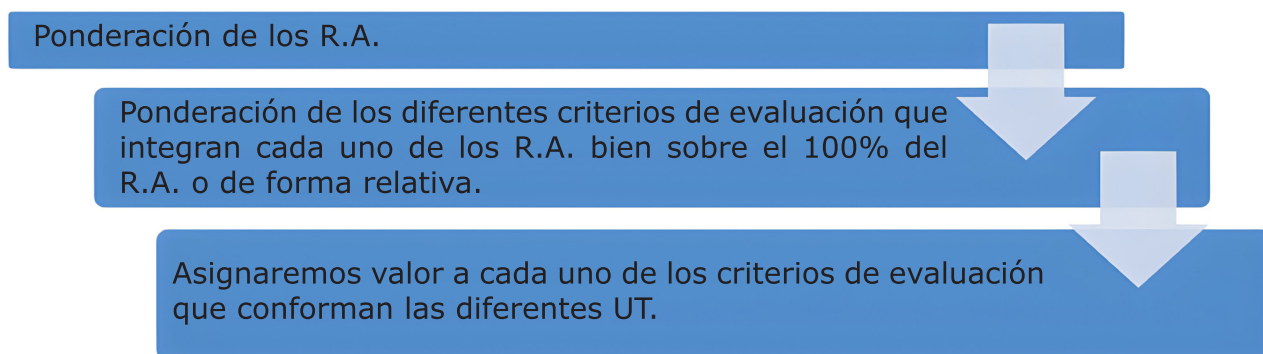 Ponderación de los R.A.
Ponderación de los diferentes criterios de evaluación que
integran cada uno de los R.A. bien sobre el 100% del
R.A. o de forma relativa.
Asignaremos valor a cada uno de los criterios de evaluación
que conforman las diferentes UT.